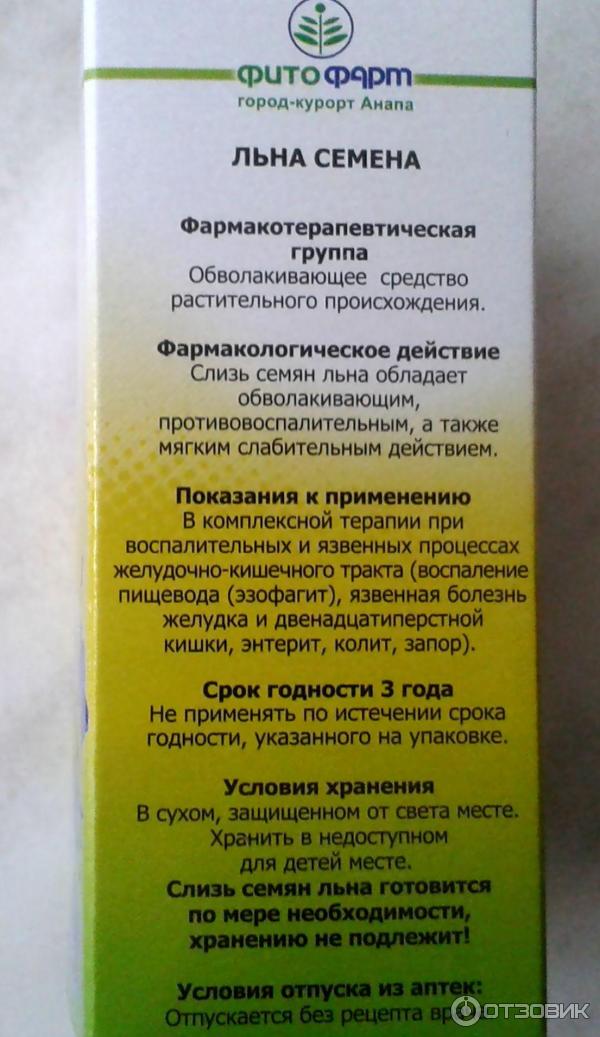 ФИТОФАРМ
город-курорт Анапа
ЛЬНА СЕМЕНА
Фармакотерапевтическая
группа
Обволакивающее средство
растительного происхождения.
Фармакологическое действие
Слизь семян льна обладает
обволакивающим,
противовоспалительным, а также
мягким слабительным действием.
Показания к применению
В комплексной терапии при
воспалительных и язвенных процессах
желудочно-кишечного тракта (воспаление
пищевода (эзофагит), язвенная болезнь
желудка и двенадцатиперстной
кишки, энтерит, колит, запор).
Срок годности 3 года
Не применять по истечении срока
годности, указанного на упаковке.
Условия хранения
В сухом, защищенном от света месте.
Хранить в недоступном
для детей месте.
Слизь семян льна готовится
по мере необходимости,
хранению не подлежит!
Условия отпуска из аптек:
Отпускается без рецепта
ОТЗОВИК